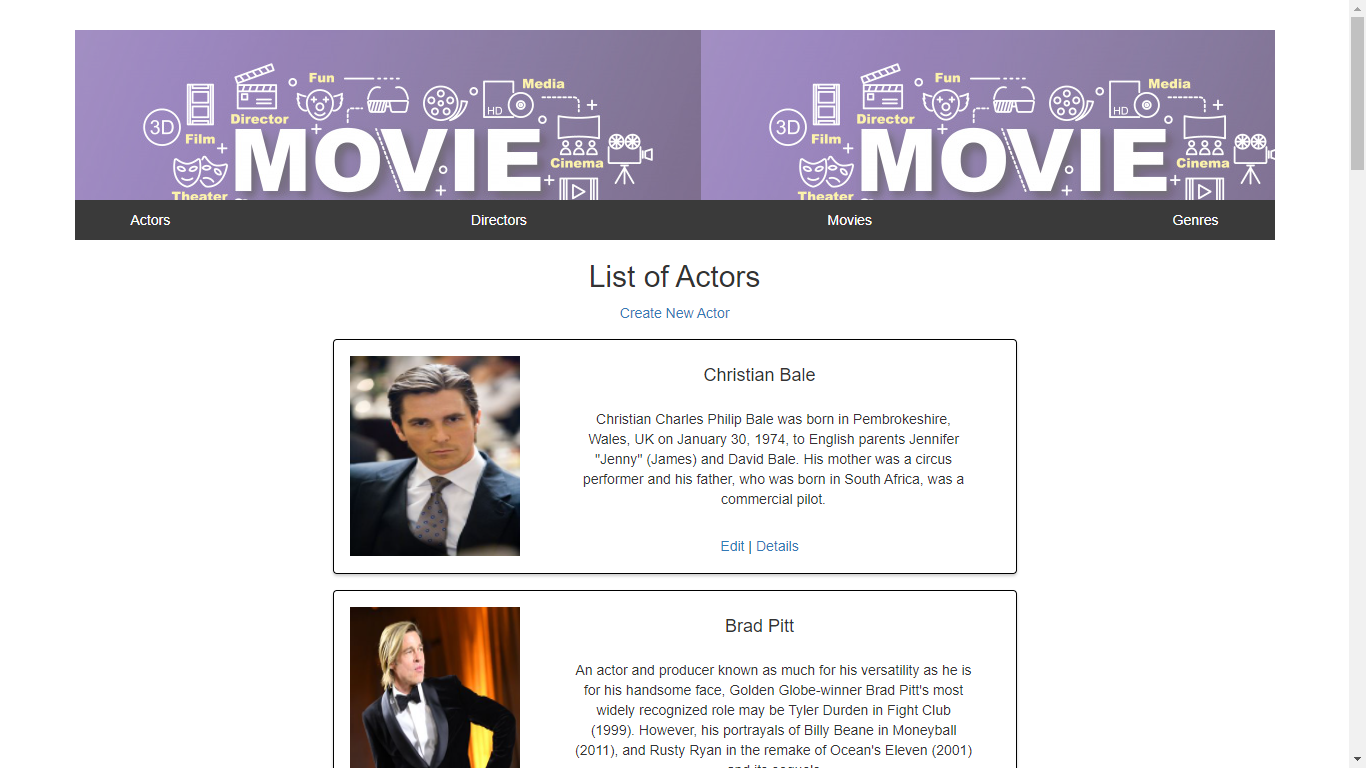 Fun
Media
HD
Director
3D
Film
MOVIE
Cinema
Theater
Fun
Media
HD
Director
3D
Film
MOVIE
Cinema
Theater
Actors Directors Movies Genres
List of Actors
Create New Actor
Christian Bale
Christian Charles Philip Bale was born in Pembrokeshire,
Wales, UK on January 30, 1974, to English parents Jennifer
"Jenny" (James) and David Bale. His mother was a circus
performer and his father, who was born in South Africa, was a
commercial pilot.
Edit | Details
Brad Pitt
An actor and producer known as much for his versatility as he is
for his handsome face, Golden Globe-winner Brad Pitt's most
widely recognized role may be Tyler Durden in Fight Club
(1999). However, his portrayals of Billy Beane in Moneyball
(2011), and Rusty Ryan in the remake of Ocean's Eleven (2001)